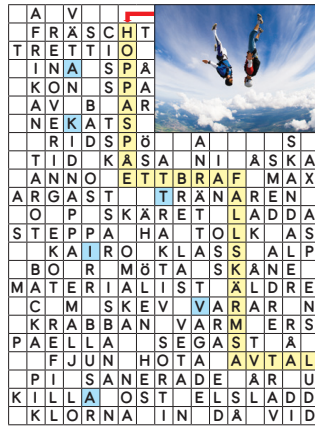 A V
FRÄSCHT
TRETTIO
INA SPÅ
KON SPA
AV B AR
NEKATS
RIDSPÖ A S
TID KÅSA NI ÅSKA
ANNO ETTBRAF MAX
ARGAST TRÄNAREN
O P SKÄRET LADDA
STEPPA HA TOLK AS
KAIRO KLASS ALP
BO R MÖTA SKÅNE
MATERIALIST ÄLDRE
C M SKEV VARAR N
KRABBAN VARM ERS
PAELLA SEGAST Å
FJUN HOTA AVTAL
PI SANERADE ÄR U
KILLA OST ELSLADD
KLORNA IN DÅ VID